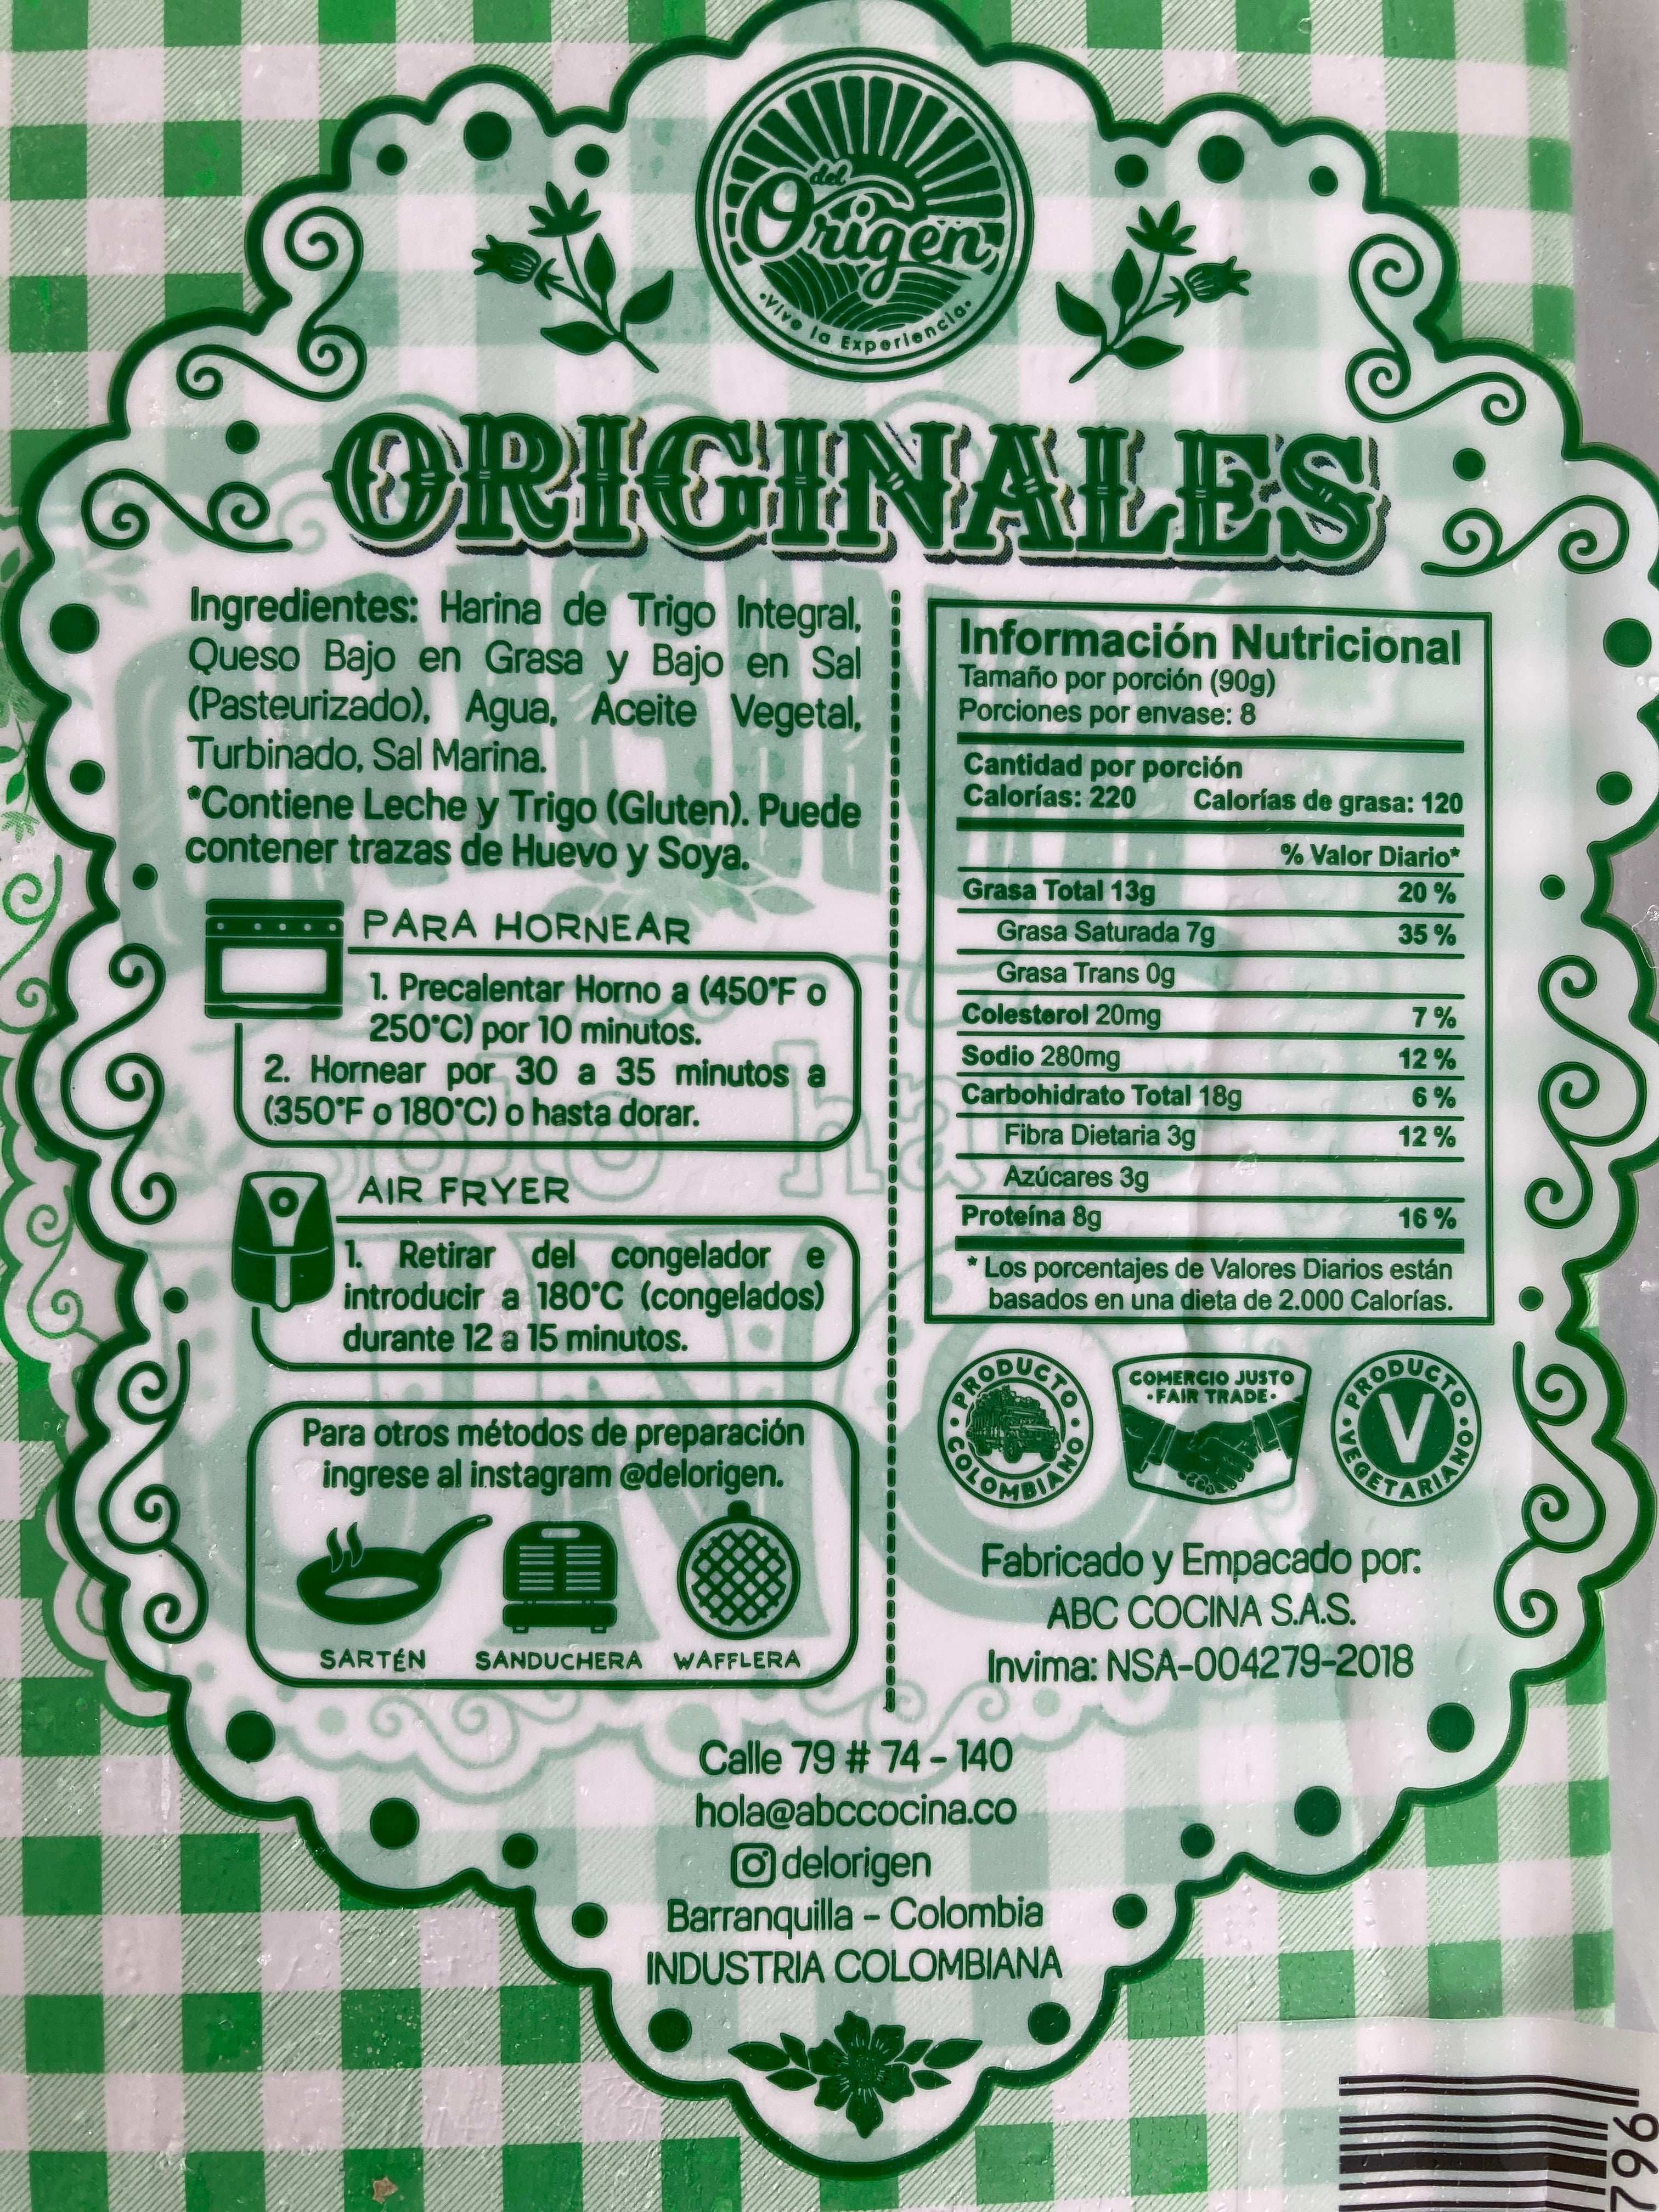 del
Origen
• Vive la Experiencia •
ORIGINALES
Ingredientes: Harina de Trigo Integral,
Queso Bajo en Grasa y Bajo en Sal
(Pasteurizado), Agua, Aceite Vegetal,
Turbinado, Sal Marina.
*Contiene Leche y Trigo (Gluten). Puede
contener trazas de Huevo y Soya.
PARA HORNEAR
1. Precalentar Horno a (450°F o
250°C) por 10 minutos.
2. Hornear por 30 a 35 minutos a
(350°F o 180°C) o hasta dorar.
AIR FRYER
1. Retirar del congelador e
introducir a 180°C (congelados)
durante 12 a 15 minutos.
Para otros métodos de preparación
ingrese al instagram @delorigen.
SARTÉN SANDUCHERA WAFFLERA
Información Nutricional
Tamaño por porción (90g)
Porciones por envase: 8
Cantidad por porción
Calorías: 220 Calorías de grasa: 120
% Valor Diario*
Grasa Total 13g 20 %
Grasa Saturada 7g 35 %
Grasa Trans 0g
Colesterol 20mg 7 %
Sodio 280mg 12 %
Carbohidrato Total 18g 6 %
Fibra Dietaria 3g 12 %
Azúcares 3g
Proteína 8g 16 %
* Los porcentajes de Valores Diarios están
basados en una dieta de 2.000 Calorías.
• PRODUCTO • COLOMBIANO
COMERCIO JUSTO
• FAIR TRADE •
• PRODUCTO • VEGETARIANO
V
Fabricado y Empacado por:
ABC COCINA S.A.S.
Invima: NSA-004279-2018
Calle 79 # 74 - 140
hola@abccocina.co
delorigen
Barranquilla - Colombia
INDUSTRIA COLOMBIANA
796